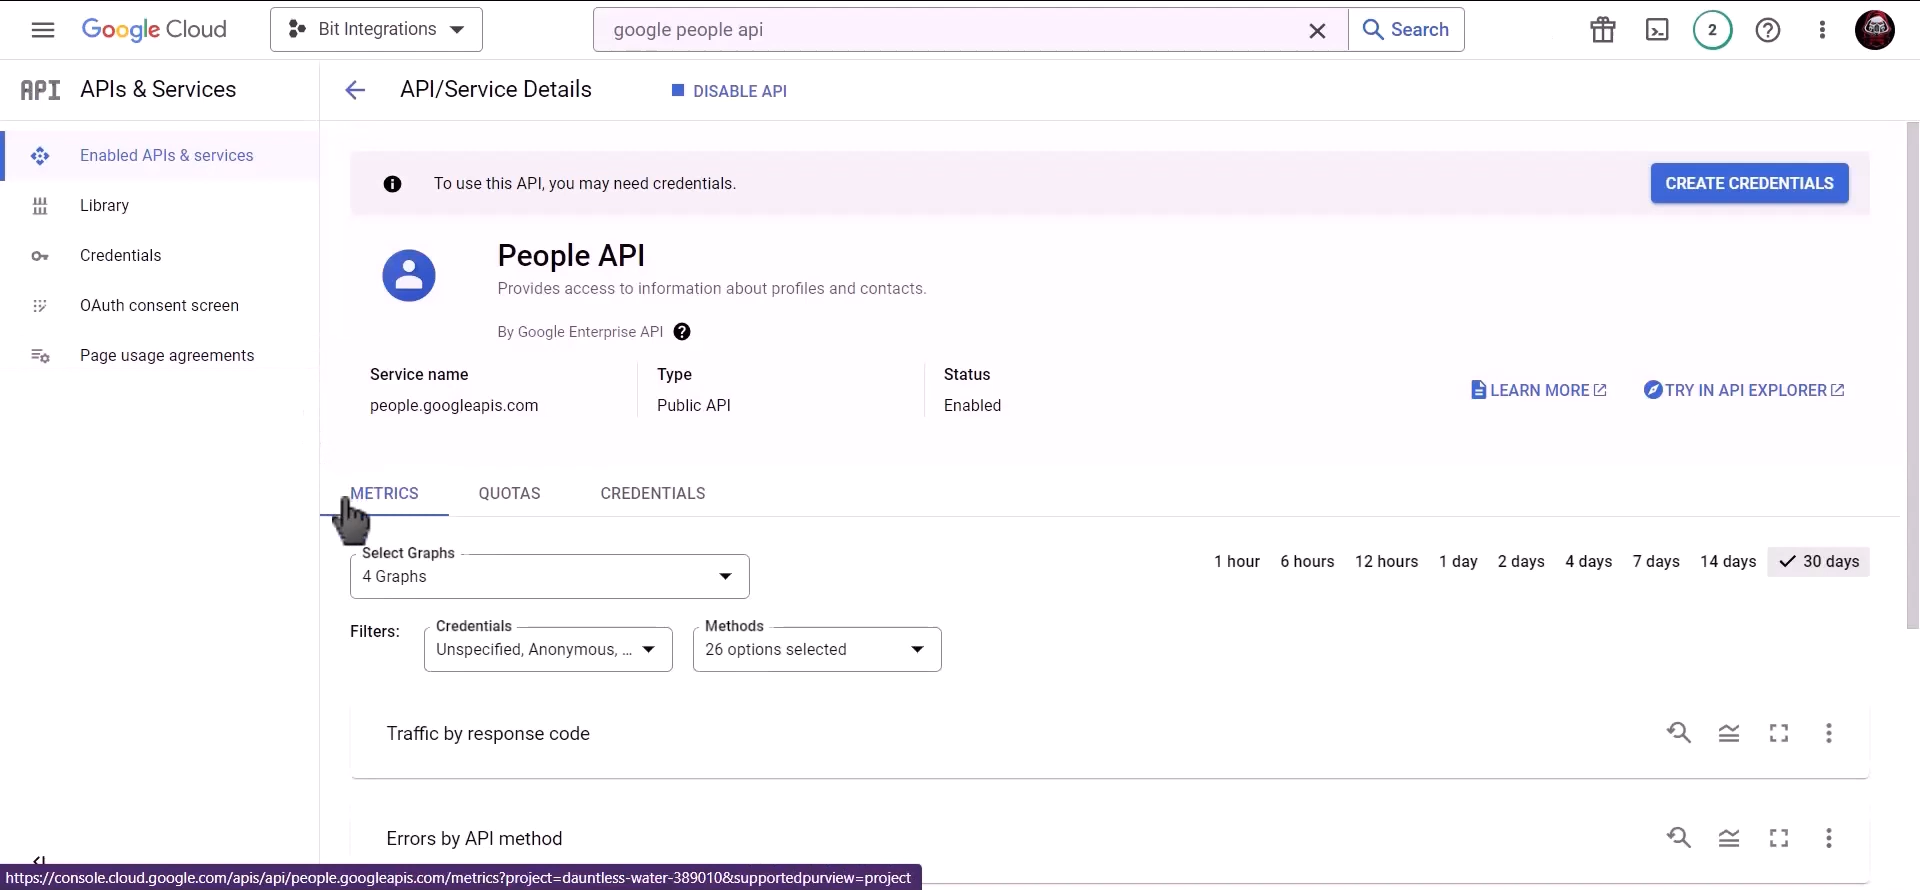 Google Cloud
Bit Integrations
google people api
Search
2
API
APIs & Services
API/Service Details
DISABLE API
Enabled APIs & services
Library
Credentials
OAuth consent screen
Page usage agreements
To use this API, you may need credentials.
CREATE CREDENTIALS
People API
Provides access to information about profiles and contacts.
By Google Enterprise API
Service name
people.googleapis.com
Type
Public API
Status
Enabled
LEARN MORE
TRY IN API EXPLORER
METRICS
QUOTAS
CREDENTIALS
Select Graphs
4 Graphs
1 hour
6 hours
12 hours
1 day
2 days
4 days
7 days
14 days
30 days
Filters:
Credentials
Unspecified, Anonymous, ...
Methods
26 options selected
Traffic by response code
Errors by API method
https://console.cloud.google.com/apis/api/people.googleapis.com/metrics?project=dauntless-water-389010&supportedpurview=project